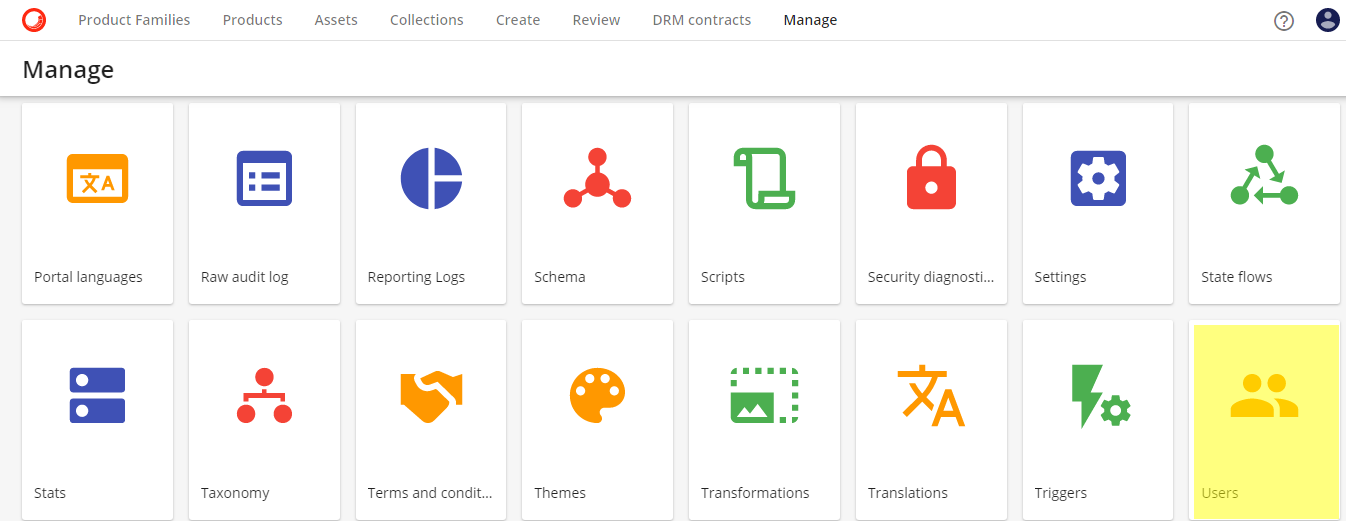 Product Families Products Assets Collections Create Review DRM contracts Manage
Manage
Portal languages Raw audit log Reporting Logs Schema Scripts Security diagnosti... Settings State flows
Stats Taxonomy Terms and condit... Themes Transformations Translations Triggers Users